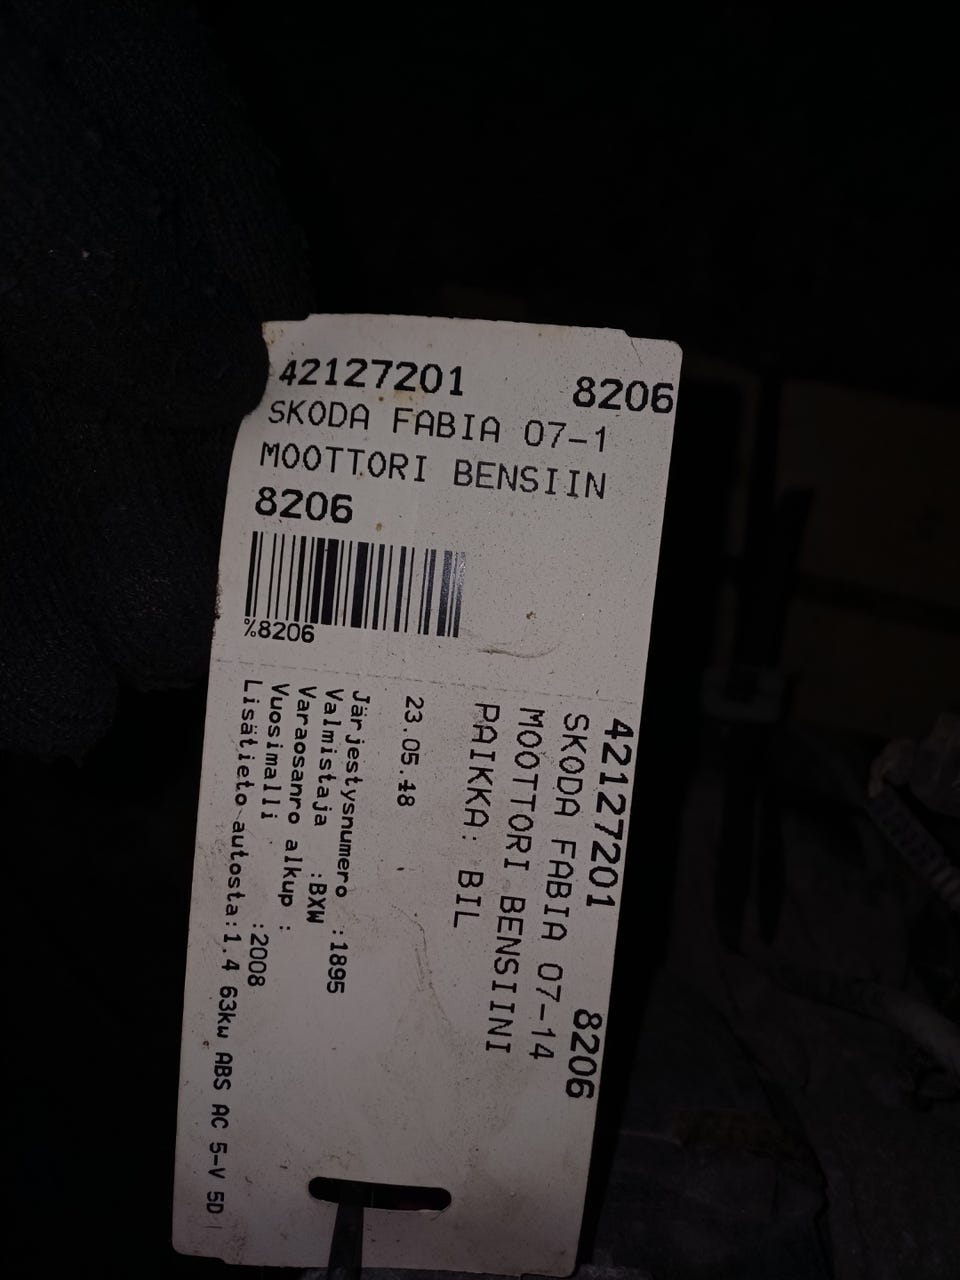 42127201 8206
SKODA FABIA 07-1
MOOTTORI BENSIIN
8206
%8206
42127201 8206
SKODA FABIA 07-14
MOOTTORI BENSIINI
PAIKKA: BIL
23.05.18
Järjestysnumero :1895
Valmistaja :BXW
Varaosanro alkup :
Vuosimalli :2008
Lisätieto autosta:1.4 63kw ABS AC 5-V 5D